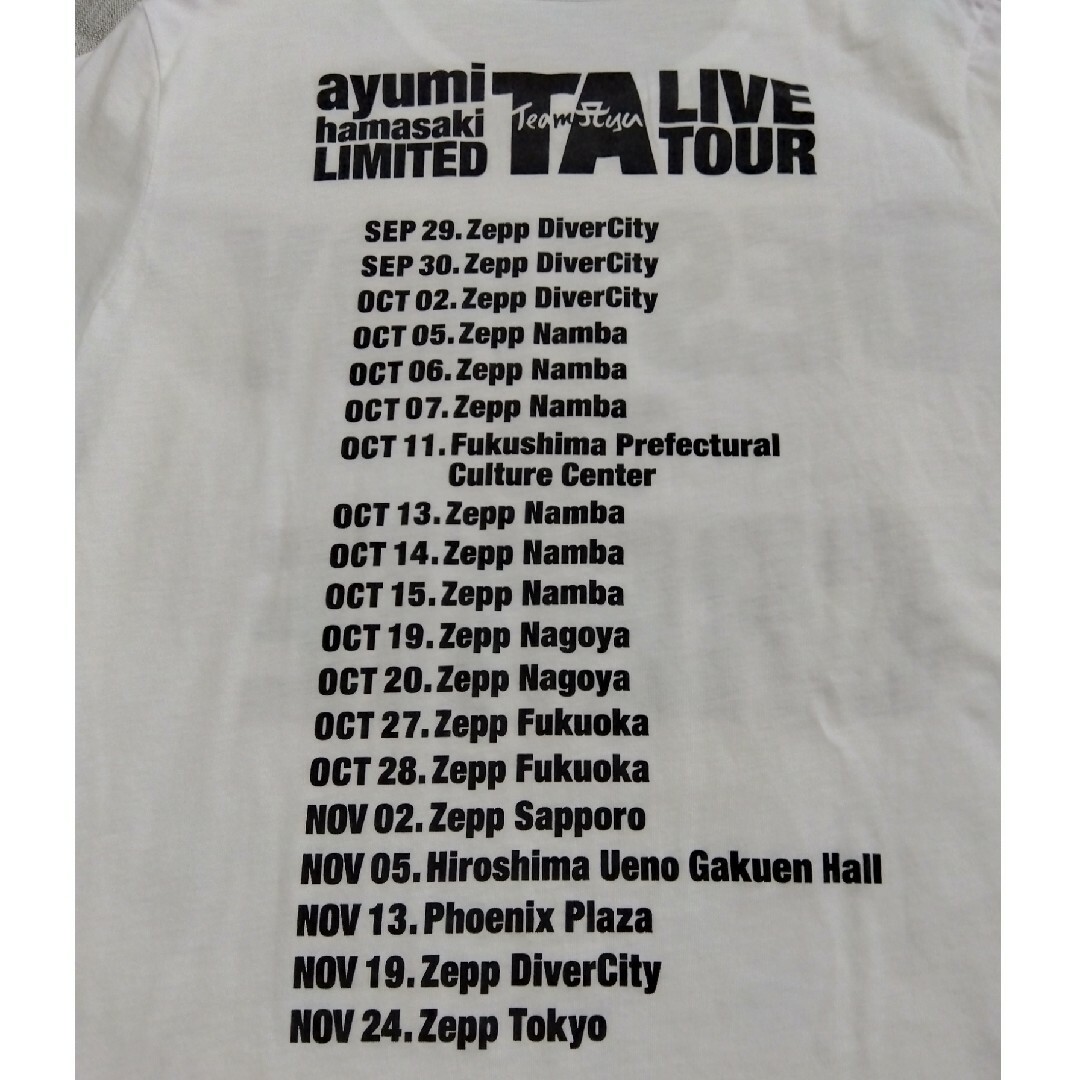 ayumi
hamasaki
LIMITED
TA
Team Ayu
LIVE
TOUR
SEP 29. Zepp DiverCity
SEP 30. Zepp DiverCity
OCT 02. Zepp DiverCity
OCT 05. Zepp Namba
OCT 06. Zepp Namba
OCT 07. Zepp Namba
OCT 11. Fukushima Prefectural
Culture Center
OCT 13. Zepp Namba
OCT 14. Zepp Namba
OCT 15. Zepp Namba
OCT 19. Zepp Nagoya
OCT 20. Zepp Nagoya
OCT 27. Zepp Fukuoka
OCT 28. Zepp Fukuoka
NOV 02. Zepp Sapporo
NOV 05. Hiroshima Ueno Gakuen Hall
NOV 13. Phoenix Plaza
NOV 19. Zepp DiverCity
NOV 24. Zepp Tokyo